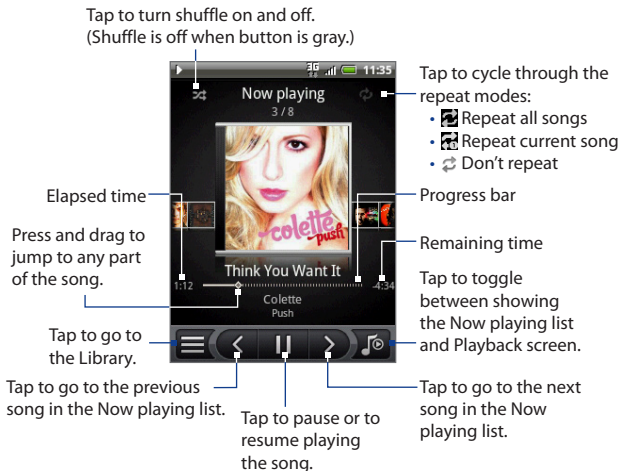 Tap to turn shuffle on and off.
(Shuffle is off when button is gray.)
3G
11:35
Now playing
3 / 8
Tap to cycle through the
repeat modes:
• Repeat all songs
• Repeat current song
• Don't repeat
colette
push
Elapsed time
Progress bar
Press and drag to
jump to any part
of the song.
Remaining time
Think You Want It
1:12
-4:34
Colette
Push
Tap to toggle
between showing
the Now playing list
and Playback screen.
Tap to go to
the Library.
Tap to go to the previous
song in the Now playing list.
Tap to pause or to
resume playing
the song.
Tap to go to the next
song in the Now
playing list.